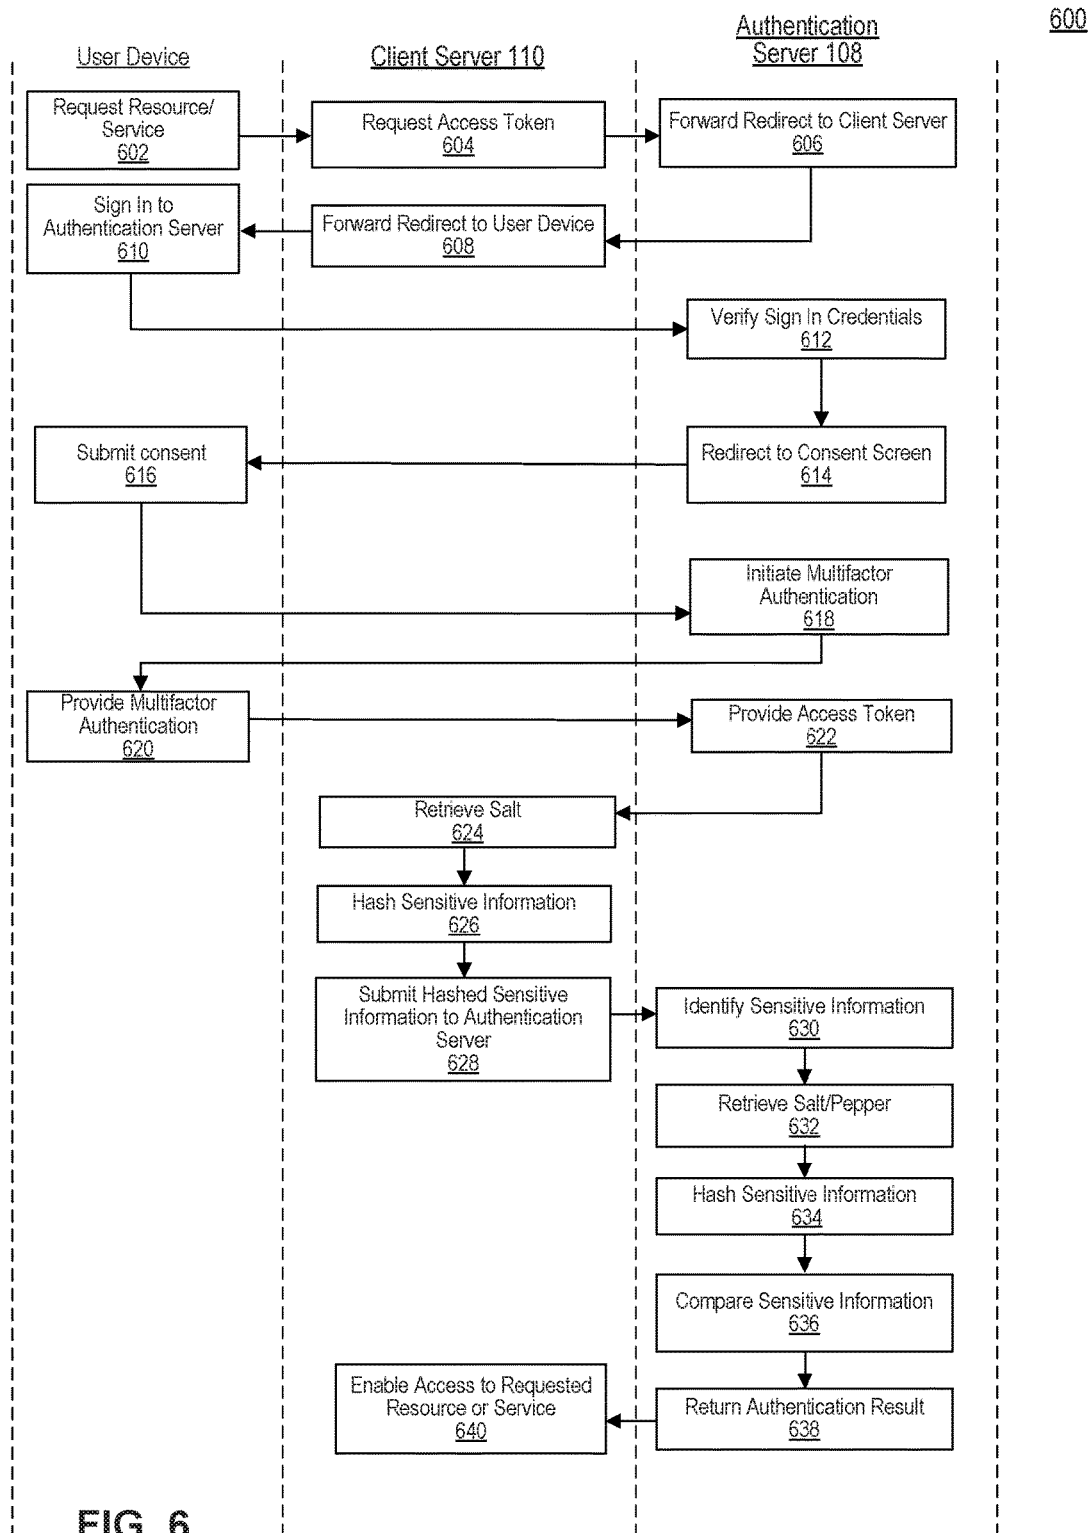 600
User Device
Client Server 110
Authentication
Server 108
Request Resource/
Service
602
Request Access Token
604
Forward Redirect to Client Server
606
Sign In to
Authentication Server
610
Forward Redirect to User Device
608
Verify Sign In Credentials
612
Submit consent
616
Redirect to Consent Screen
614
Initiate Multifactor
Authentication
618
Provide Multifactor
Authentication
620
Provide Access Token
622
Retrieve Salt
624
Hash Sensitive Information
626
Submit Hashed Sensitive
Information to Authentication
Server
628
Identify Sensitive Information
630
Retrieve Salt/Pepper
632
Hash Sensitive Information
634
Compare Sensitive Information
636
Enable Access to Requested
Resource or Service
640
Return Authentication Result
638
FIG. 6